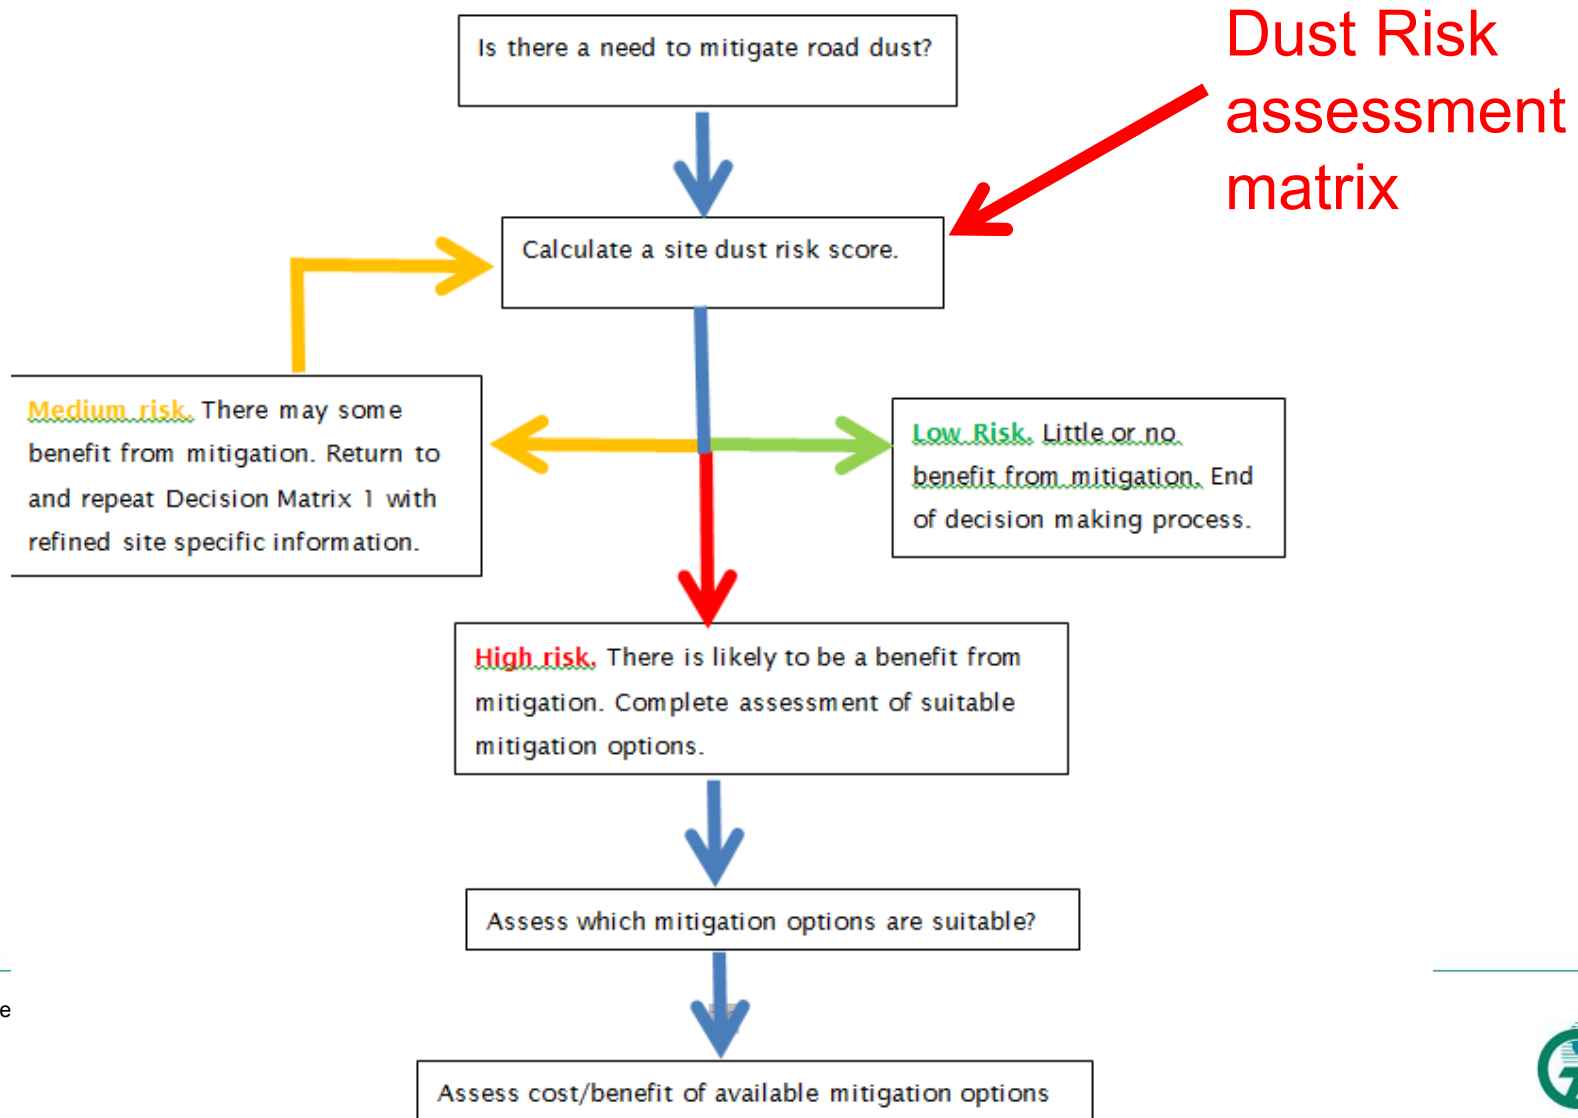 Is there a need to mitigate road dust?
Dust Risk
assessment
matrix
Calculate a site dust risk score.
Medium risk. There may some
benefit from mitigation. Return to
and repeat Decision Matrix 1 with
refined site specific information.
Low Risk. Little or no
benefit from mitigation. End
of decision making process.
High risk. There is likely to be a benefit from
mitigation. Complete assessment of suitable
mitigation options.
Assess which mitigation options are suitable?
e
Assess cost/benefit of available mitigation options